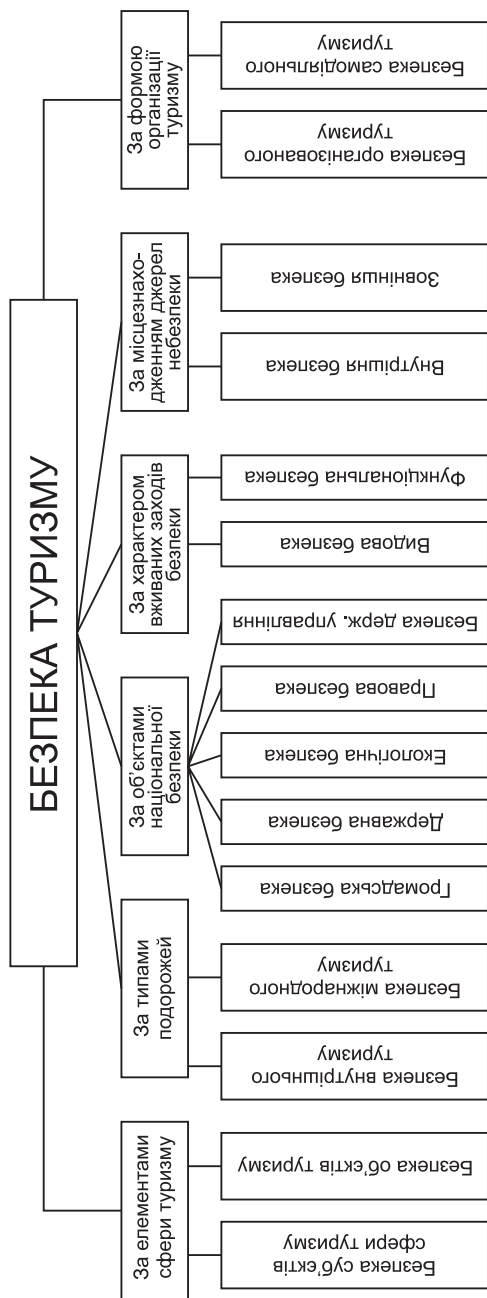 БЕЗПЕКА ТУРИЗМУ
За елементами
сфери туризму
Безпека суб’єктів
сфери туризму
Безпека об’єктів туризму
За типами
подорожей
Безпека внутрішнього
туризму
Безпека міжнародного
туризму
За об’єктами
національної
безпеки
Громадська безпека
Державна безпека
Екологічна безпека
Правова безпека
Безпека держ. управління
За характером
вживаних заходів
безпеки
Видова безпека
Функціональна безпека
За місцезнахо-
дженням джерел
небезпеки
Внутрішня безпека
Зовнінша безпека
За формою
організації
туризму
Безпека організованого
туризму
Безпека самодіяльного
туризму